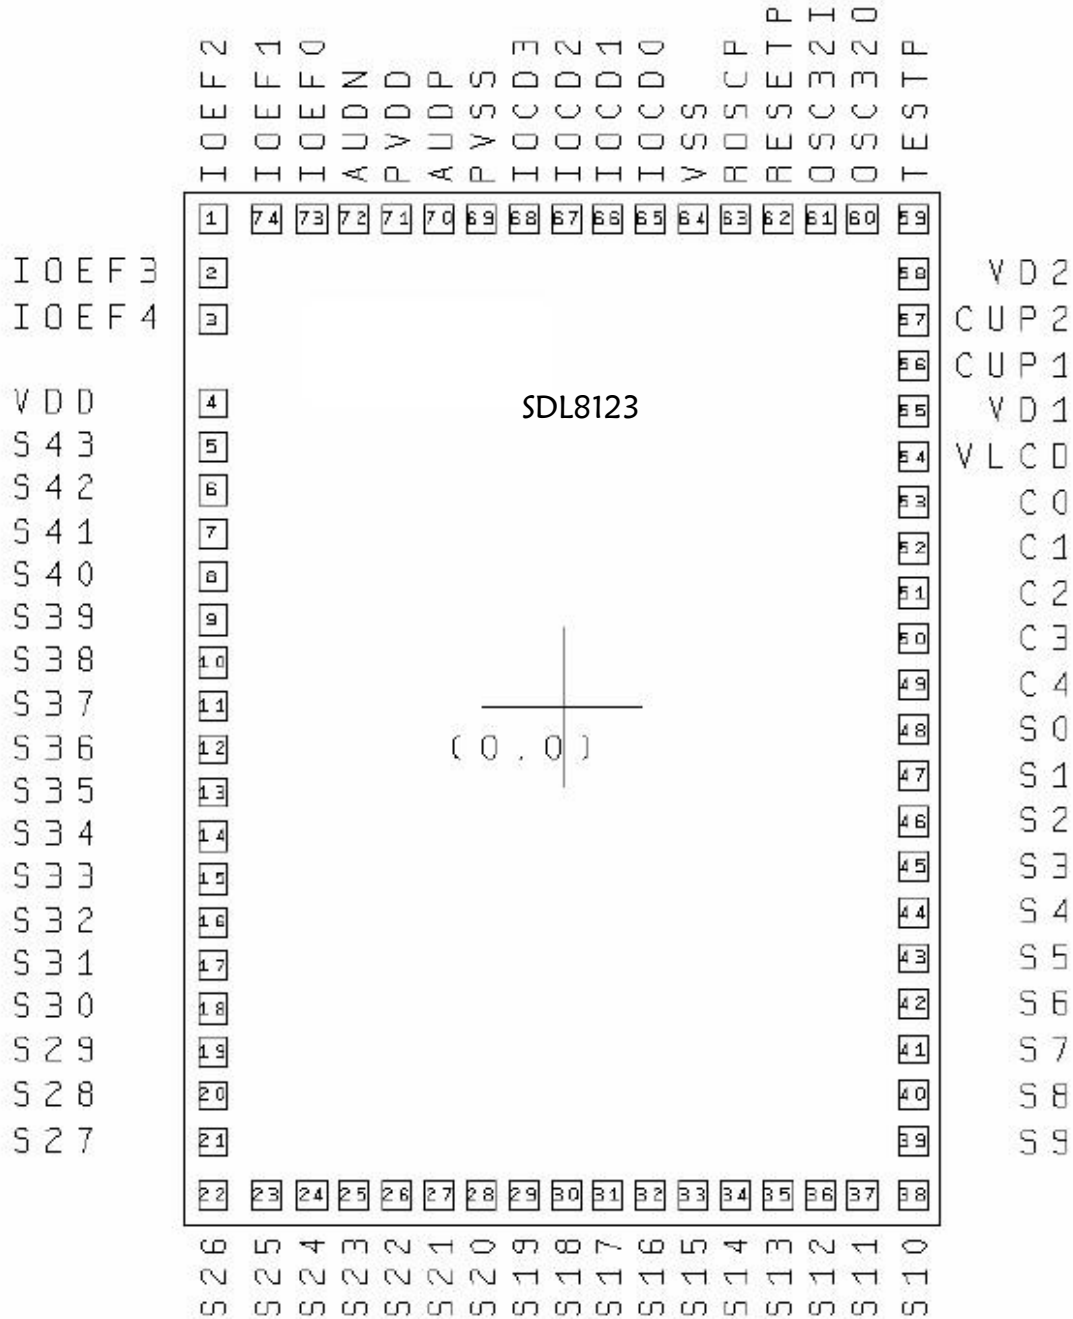 IOEF2
IOEF1
IOEF0
AUDN
PVDD
AUDP
PVSS
IOCD3
IOCD2
IOCD1
IOCD0
VSS
ROSCP
RESETP
OSC32I
OSC32O
TESTP
1 74 73 72 71 70 69 68 67 66 65 64 63 62 61 60 59
IOEF3 2
IOEF4 3
VDD 4
S43 5
S42 6
S41 7
S40 8
S39 9
S38 10
S37 11
S36 12
S35 13
S34 14
S33 15
S32 16
S31 17
S30 18
S29 19
S28 20
S27 21
SDL8123
(0,0)
58 VD2
57 CUP2
56 CUP1
55 VD1
54 VLCD
53 C0
52 C1
51 C2
50 C3
49 C4
48 S0
47 S1
46 S2
45 S3
44 S4
43 S5
42 S6
41 S7
40 S8
39 S9
22 23 24 25 26 27 28 29 30 31 32 33 34 35 36 37 38
S26
S25
S24
S23
S22
S21
S20
S19
S18
S17
S16
S15
S14
S13
S12
S11
S10